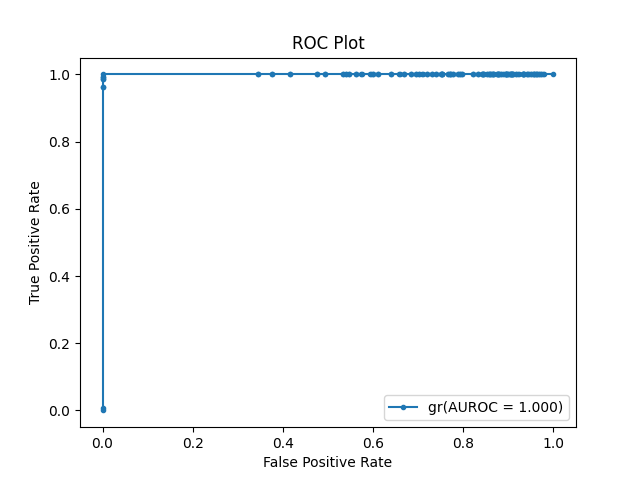 ROC Plot
True Positive Rate
1.0
0.8
0.6
0.4
0.2
0.0
gr(AUROC = 1.000)
0.0 0.2 0.4 0.6 0.8 1.0
False Positive Rate